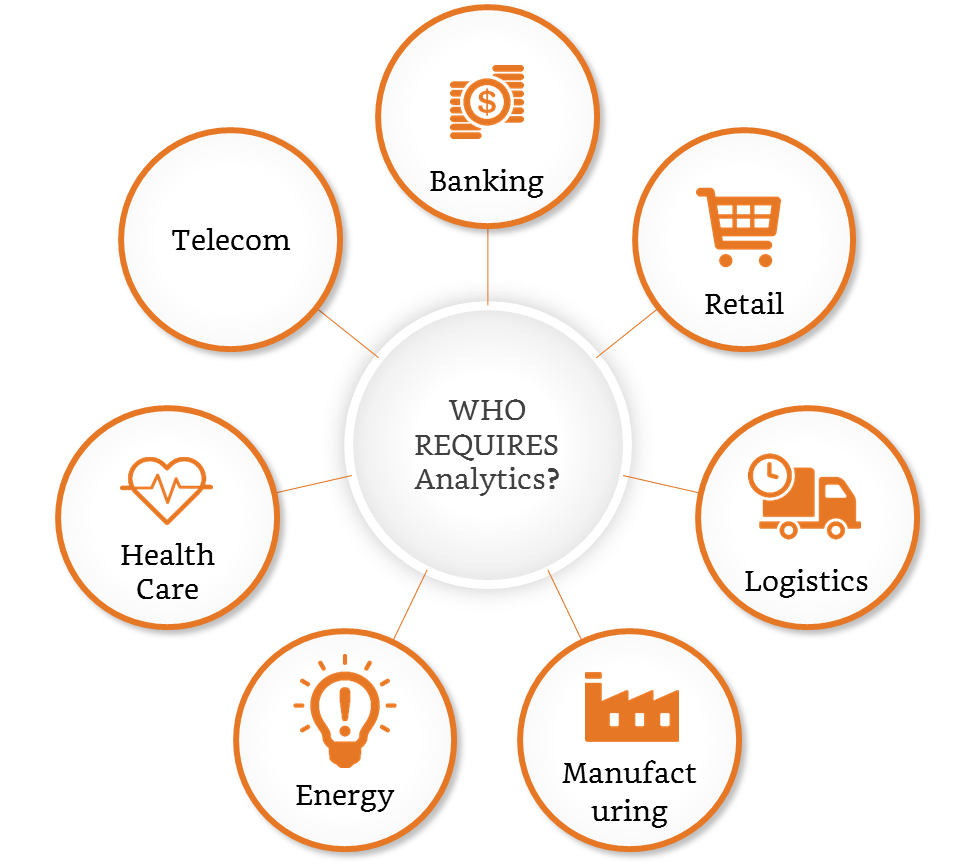 $
Banking
Telecom
Retail
WHO
REQUIRES
Analytics?
Health
Care
Logistics
Energy
Manufact
uring